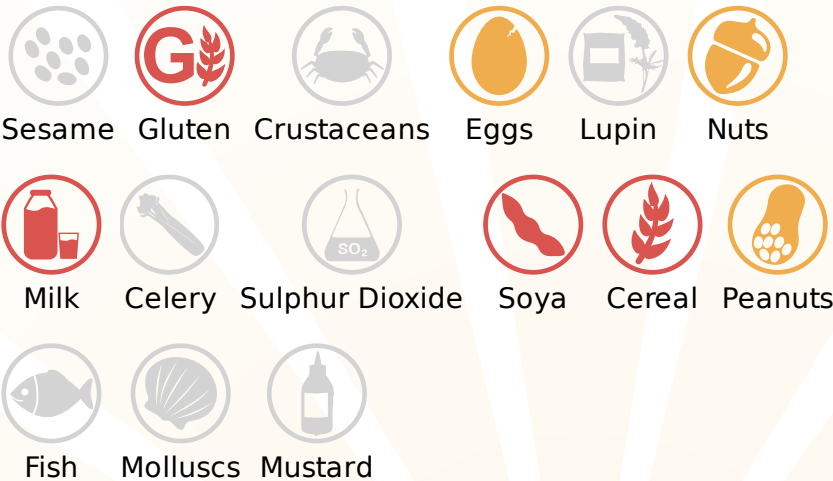 G
Sesame Gluten Crustaceans Eggs Lupin Nuts
SO₂
Milk Celery Sulphur Dioxide Soya Cereal Peanuts
Fish Molluscs Mustard